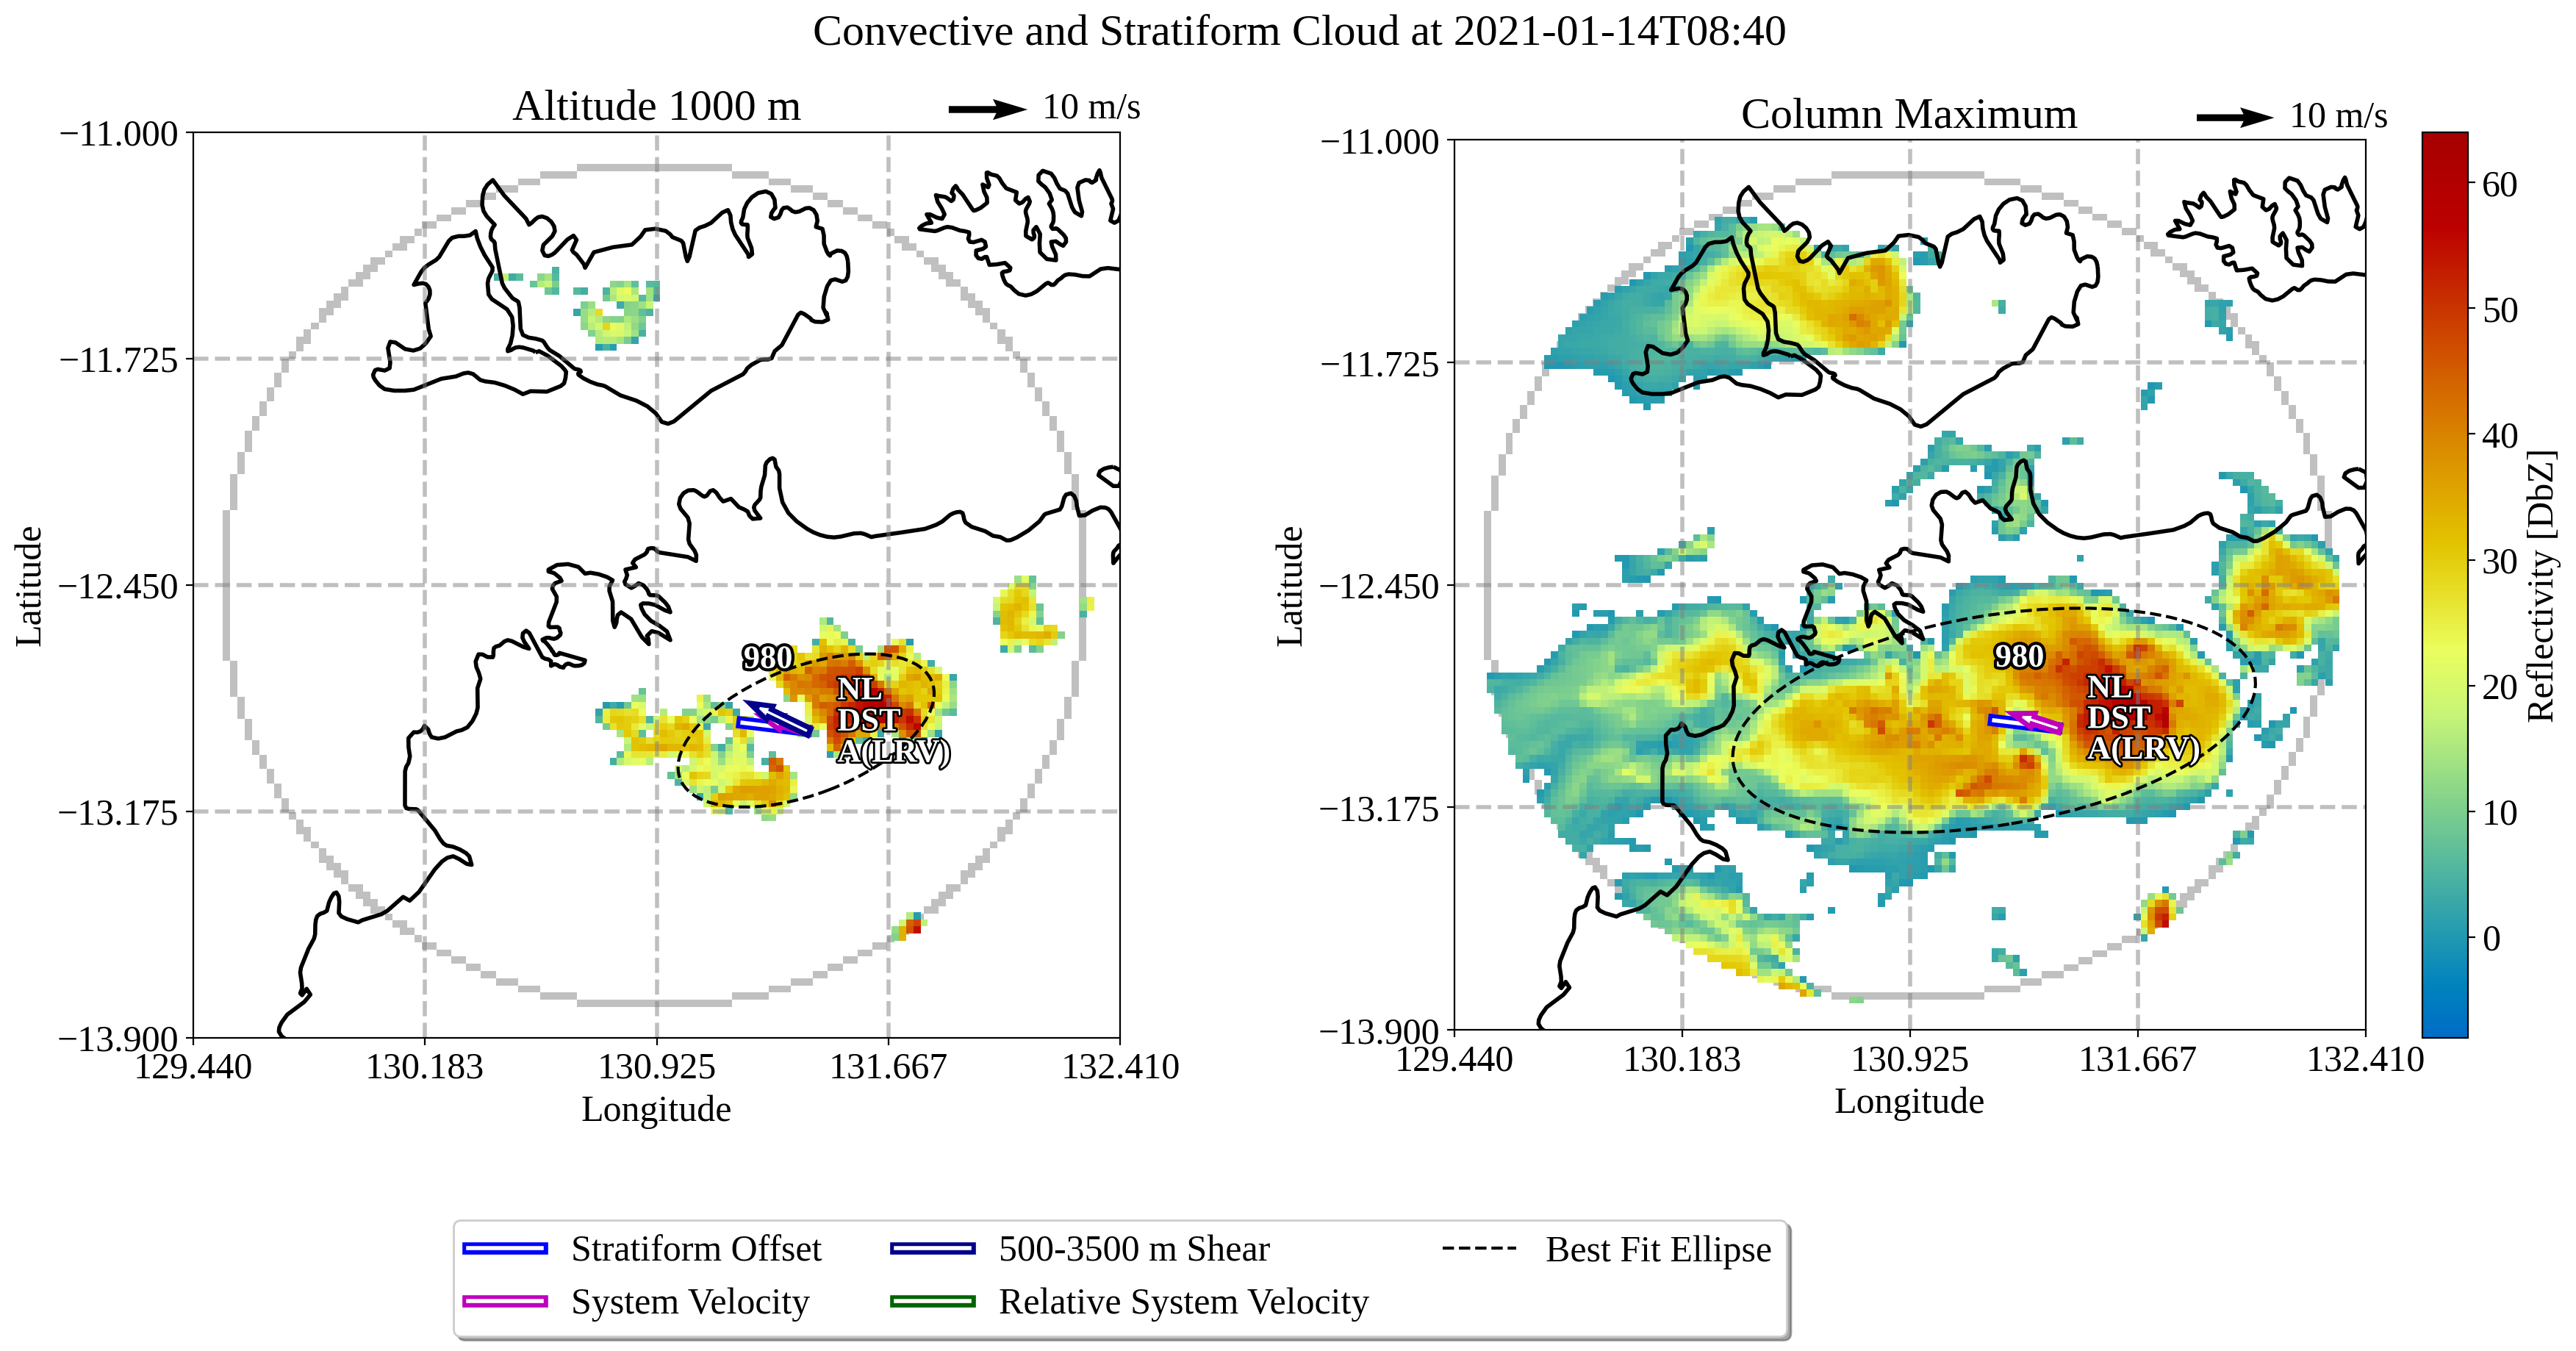 Convective and Stratiform Cloud at 2021-01-14T08:40
Altitude 1000 m
10 m/s
−11.000
−11.725
−12.450
−13.175
−13.900
Latitude
129.440
130.183
130.925
131.667
132.410
Longitude
980
NL
DST
A(LRV)
Column Maximum
10 m/s
−11.000
−11.725
−12.450
−13.175
−13.900
Latitude
129.440
130.183
130.925
131.667
132.410
Longitude
980
NL
DST
A(LRV)
60
50
40
30
20
10
0
Reflectivity [DbZ]
Stratiform Offset
System Velocity
500-3500 m Shear
Relative System Velocity
Best Fit Ellipse